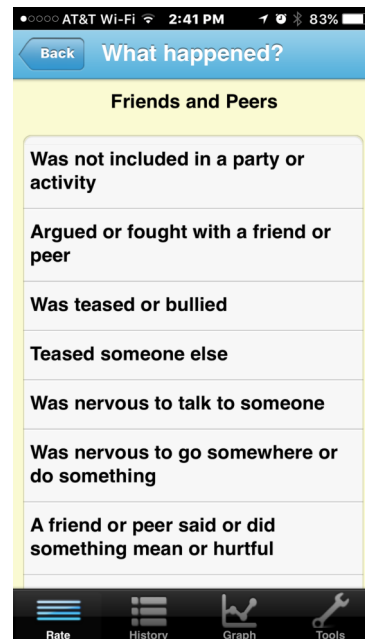 AT&T Wi-Fi 2:41 PM 83%
Back What happened?
Friends and Peers
Was not included in a party or
activity
Argued or fought with a friend or
peer
Was teased or bullied
Teased someone else
Was nervous to talk to someone
Was nervous to go somewhere or
do something
A friend or peer said or did
something mean or hurtful
Rate History Graph Tools